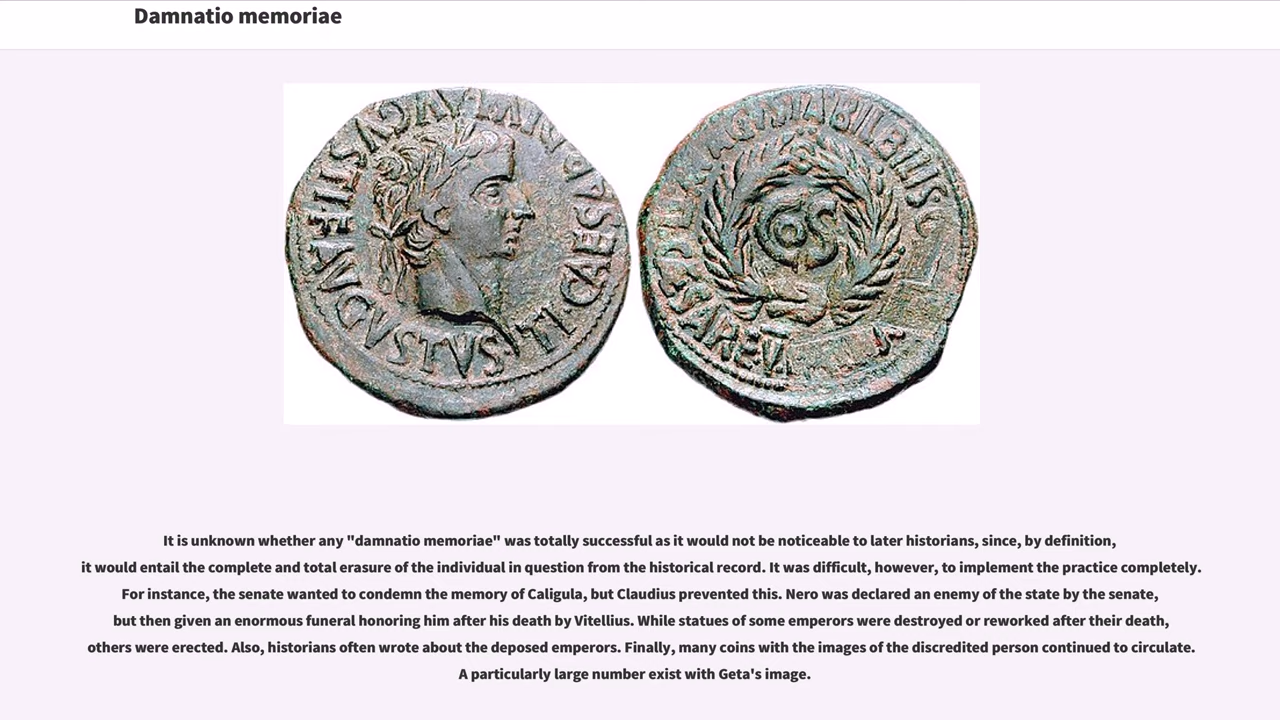 Damnatio memoriae
TI·CAESAR
AVGVSTVS
COS
It is unknown whether any "damnatio memoriae" was totally successful as it would not be noticeable to later historians, since, by definition,
it would entail the complete and total erasure of the individual in question from the historical record. It was difficult, however, to implement the practice completely.
For instance, the senate wanted to condemn the memory of Caligula, but Claudius prevented this. Nero was declared an enemy of the state by the senate,
but then given an enormous funeral honoring him after his death by Vitellius. While statues of some emperors were destroyed or reworked after their death,
others were erected. Also, historians often wrote about the deposed emperors. Finally, many coins with the images of the discredited person continued to circulate.
A particularly large number exist with Geta's image.